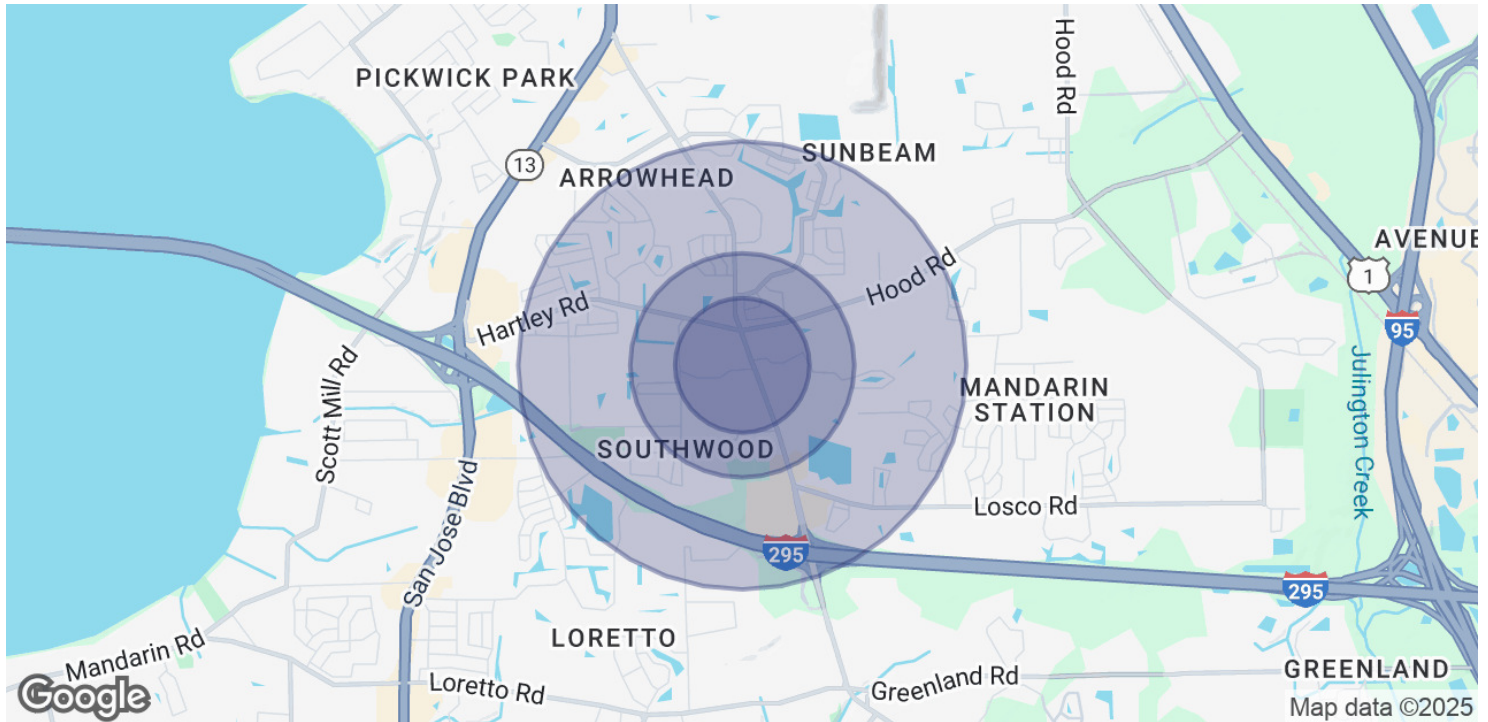 Hood Rd
PICKWICK PARK
SUNBEAM
13
ARROWHEAD
AVENUE
Hood Rd
1
Hartley Rd
95
Scott Mill Rd
Julington Creek
MANDARIN
STATION
SOUTHWOOD
San Jose Blvd
Losco Rd
295
295
LORETTO
Mandarin Rd
GREENLAND
Loretto Rd
Greenland Rd
Google
Map data ©2025